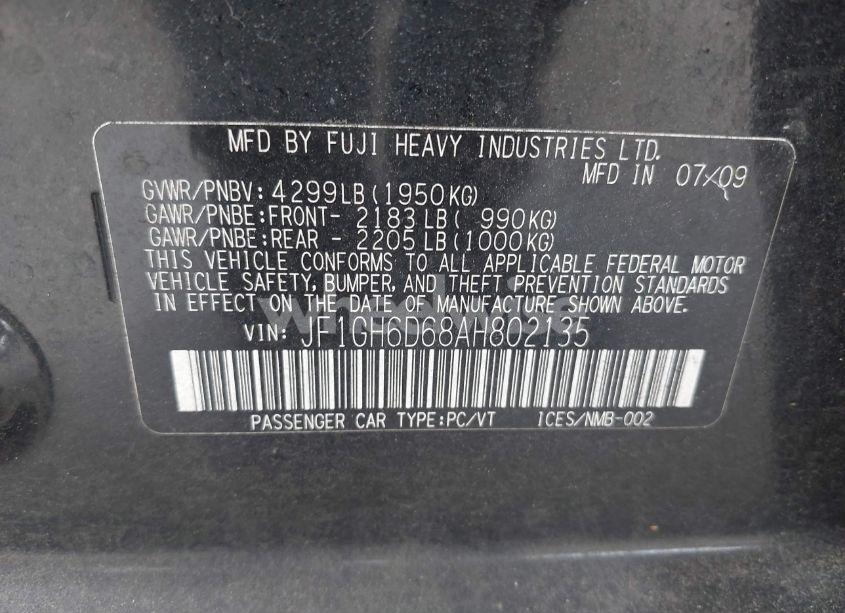 MFD BY FUJI HEAVY INDUSTRIES LTD.
MFD IN 07/09
GVWR/PNBV: 4299LB (1950KG)
GAWR/PNBE:FRONT- 2183LB( 990KG)
GAWR/PNBE:REAR - 2205LB(1000KG)
THIS VEHICLE CONFORMS TO ALL APPLICABLE FEDERAL MOTOR
VEHICLE SAFETY, BUMPER, AND THEFT PREVENTION STANDARDS
IN EFFECT ON THE DATE OF MANUFACTURE SHOWN ABOVE.
VIN: JF1GH6D68AH802135
PASSENGER CAR TYPE:PC/VT ICES/NMB-002